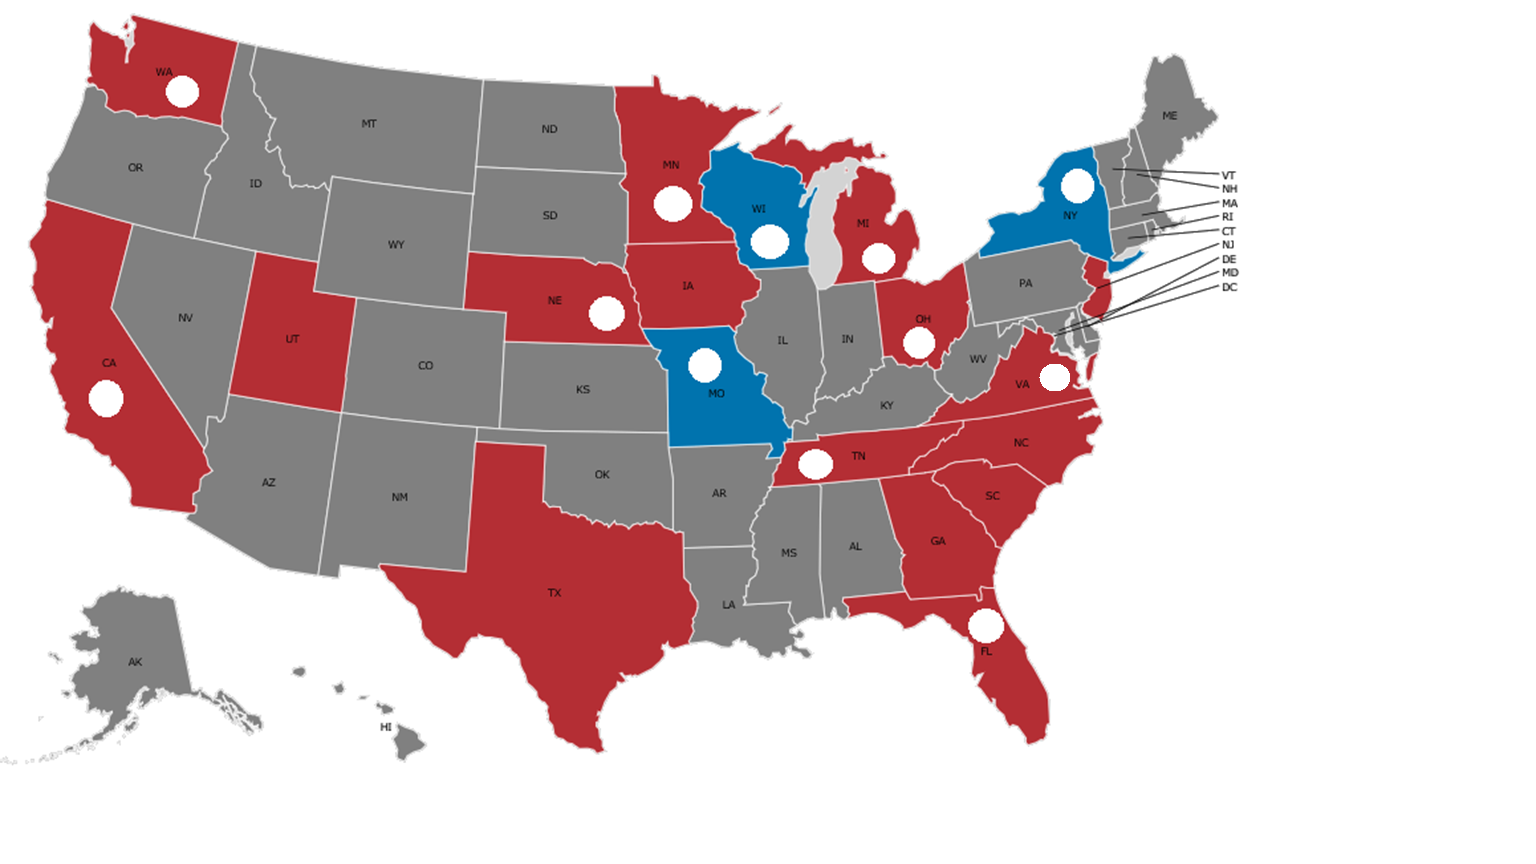 WA
MT
ND
MN
OR
ID
SD
WY
WI
MI
NY
ME
VT
NH
MA
RI
CT
NJ
DE
MD
DC
NE
IA
PA
NV
UT
CO
CA
KS
IL
IN
OH
WV
VA
MO
KY
NC
TN
AZ
NM
OK
AR
SC
MS
AL
GA
TX
LA
FL
AK
HI